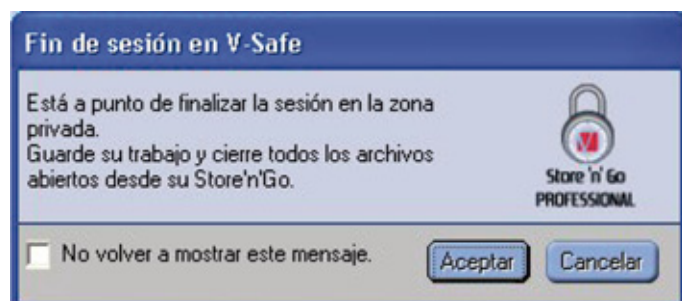 Fin de sesión en V-Safe
Está a punto de finalizar la sesión en la zona
privada.
Guarde su trabajo y cierre todos los archivos
abiertos desde su Store'n'Go.
Store 'n' Go
PROFESSIONAL
No volver a mostrar este mensaje.
Aceptar
Cancelar